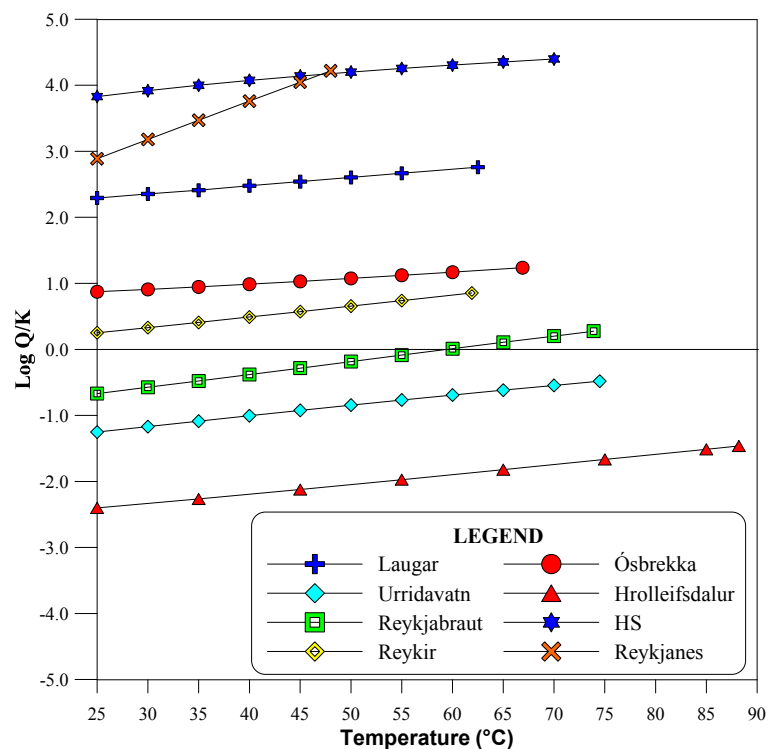 5.0
4.0
3.0
2.0
1.0
0.0
-1.0
-2.0
-3.0
-4.0
-5.0
Log Q/K
LEGEND
Laugar
Ósbrekka
Urridavatn
Hrolleifsdalur
Reykjabraut
HS
Reykir
Reykjanes
25 30 35 40 45 50 55 60 65 70 75 80 85 90
Temperature (°C)